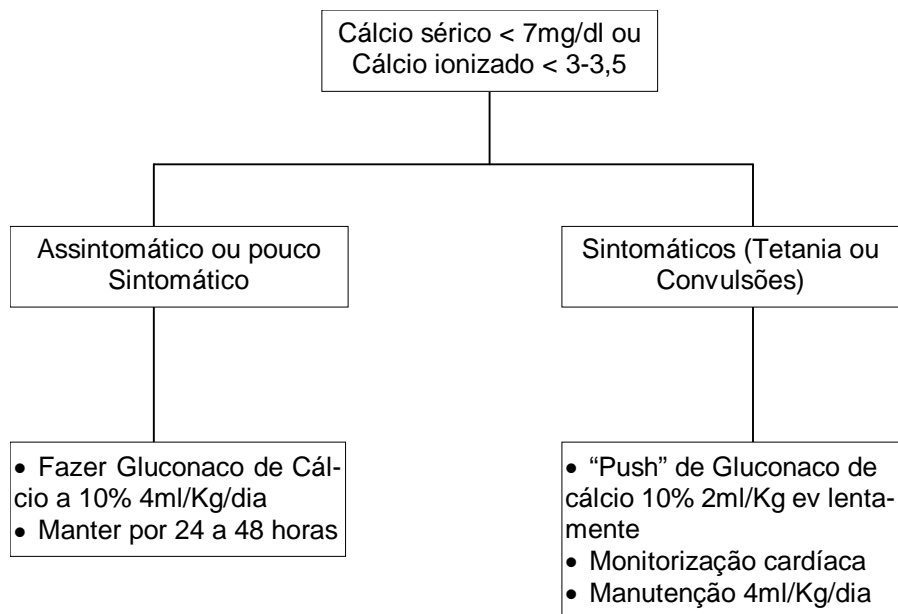 Cálcio sérico < 7mg/dl ou
Cálcio ionizado < 3-3,5
Assintomático ou pouco
Sintomático
Sintomáticos (Tetania ou
Convulsões)
• Fazer Gluconaco de Cál-
cio a 10% 4ml/Kg/dia
• Manter por 24 a 48 horas
• “Push” de Gluconaco de
cálcio 10% 2ml/Kg ev lenta-
mente
• Monitorização cardíaca
• Manutenção 4ml/Kg/dia